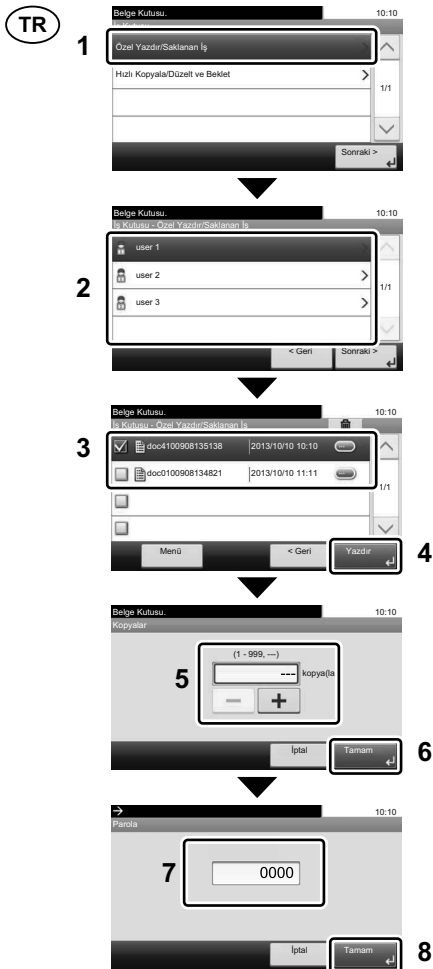 TR
Belge Kutusu. 10:10
İş Kutusu
1
Özel Yazdır/Saklanan İş
Hızlı Kopyala/Düzelt ve Beklet
1/1
Sonraki >
Belge Kutusu. 10:10
İş Kutusu - Özel Yazdır/Saklanan İş
2
user 1
user 2
user 3
1/1
< Geri Sonraki >
Belge Kutusu. 10:10
İş Kutusu - Özel Yazdır/Saklanan İş
3
doc4100908135138 2013/10/10 10:10
doc0100908134821 2013/10/10 11:11
1/1
Menü < Geri Yazdır
4
Belge Kutusu. 10:10
Kopyalar
5
(1 - 999, ---)
--- kopya(la
İptal Tamam
6
10:10
Parola
7
0000
İptal Tamam
8